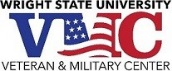 WRIGHT STATE UNIVERSITY
VMC
VETERAN & MILITARY CENTER